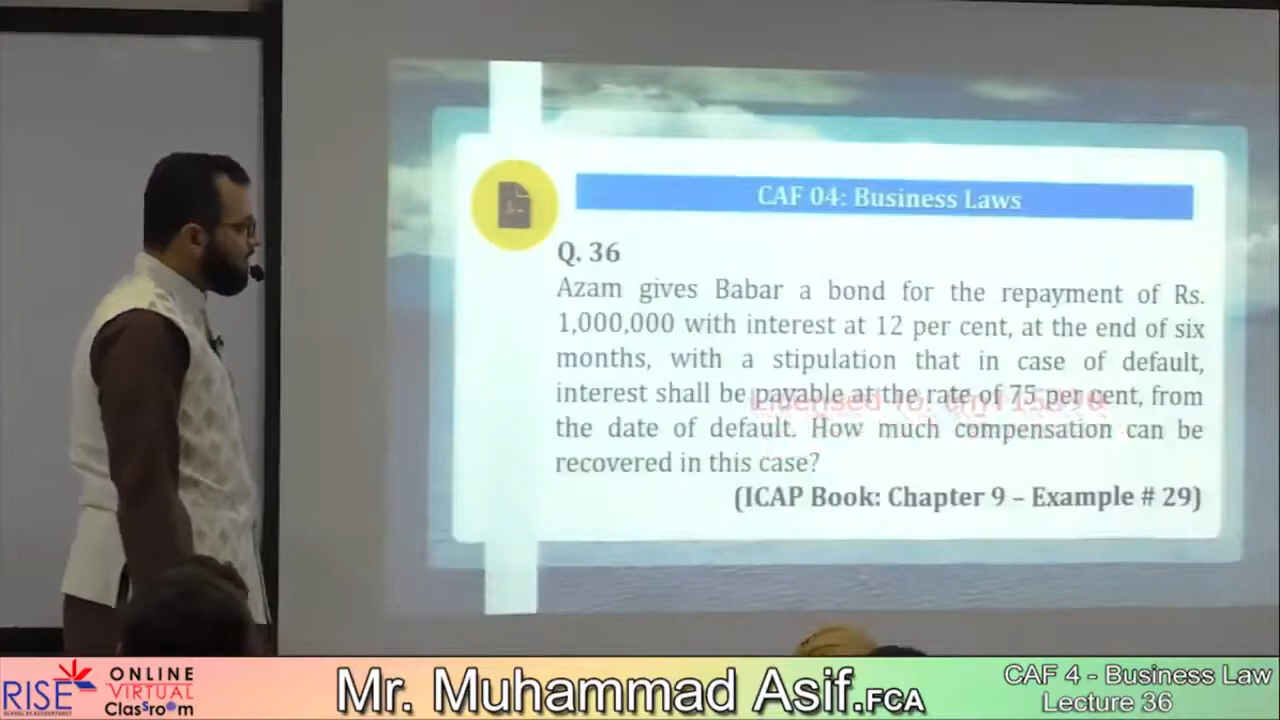 CAF 04: Business Laws
Q. 36
Azam gives Babar a bond for the repayment of Rs.
1,000,000 with interest at 12 per cent, at the end of six
months, with a stipulation that in case of default,
interest shall be payable at the rate of 75 per cent, from
the date of default. How much compensation can be
recovered in this case?
(ICAP Book: Chapter 9 – Example # 29)
RISE
ONLINE
VIRTUAL
Classroom
Mr. Muhammad Asif.FCA
CAF 4 - Business Law
Lecture 36